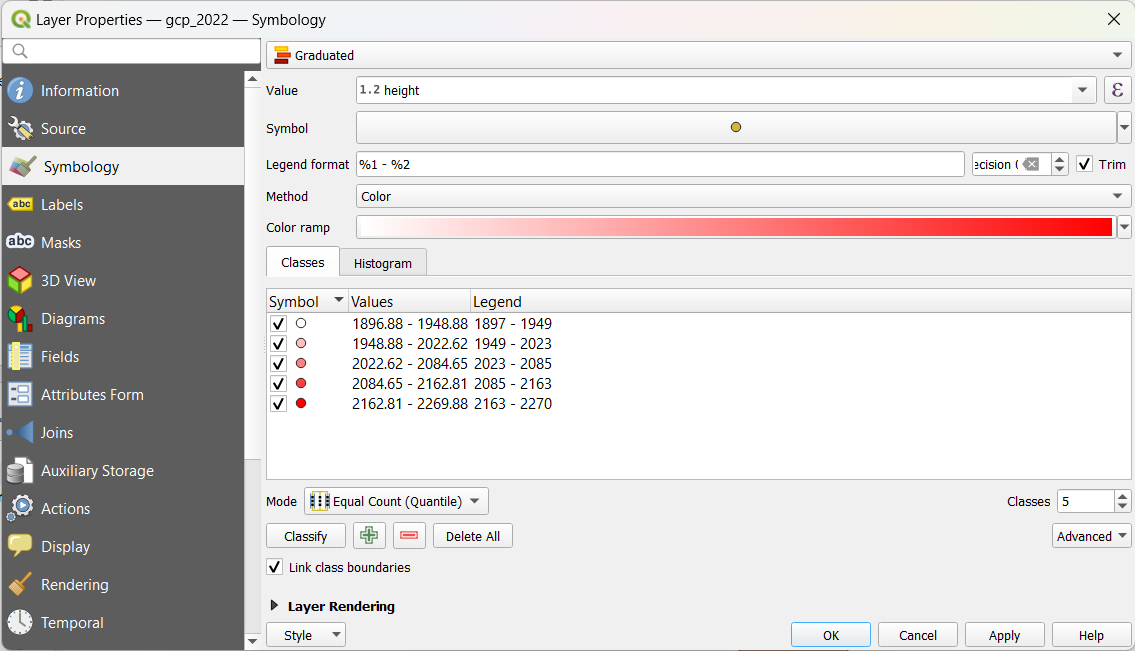 Layer Properties — gcp_2022 — Symbology
Information
Source
Symbology
abc Labels
abc Masks
3D View
Diagrams
Fields
Attributes Form
Joins
Auxiliary Storage
Actions
Display
Rendering
Temporal
Graduated
Value 1.2 height ε
Symbol
Legend format %1 - %2 ecision 0 Trim
Method Color
Color ramp
Classes Histogram
Symbol Values Legend
1896.88 - 1948.88 1897 - 1949
1948.88 - 2022.62 1949 - 2023
2022.62 - 2084.65 2023 - 2085
2084.65 - 2162.81 2085 - 2163
2162.81 - 2269.88 2163 - 2270
Mode Equal Count (Quantile) Classes 5
Classify Delete All Advanced
Link class boundaries
Layer Rendering
Style OK Cancel Apply Help